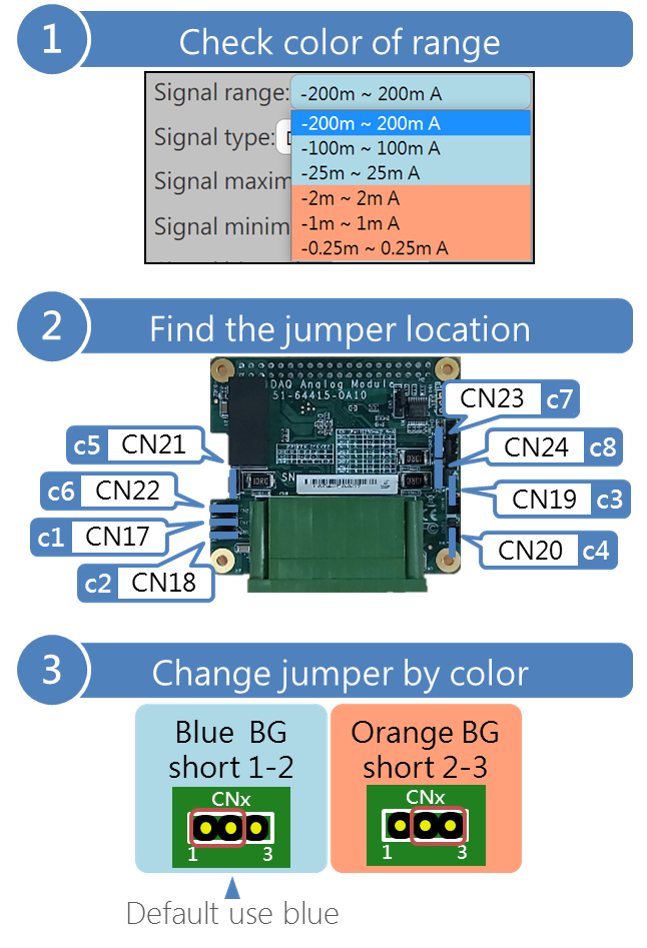 1
Check color of range
Signal range:
-200m ~ 200m A
-200m ~ 200m A
Signal type:
-100m ~ 100m A
-25m ~ 25m A
Signal maxim
-2m ~ 2m A
Signal minim
-1m ~ 1m A
-0.25m ~ 0.25m A
2
Find the jumper location
DAQ Analog Module
51-64415-0A10
CN23 c7
c5 CN21
CN24 c8
c6 CN22
SN
CN19 c3
c1 CN17
CN20 c4
c2 CN18
3
Change jumper by color
Blue BG
short 1-2
CNx
1 3
Orange BG
short 2-3
CNx
1 3
Default use blue